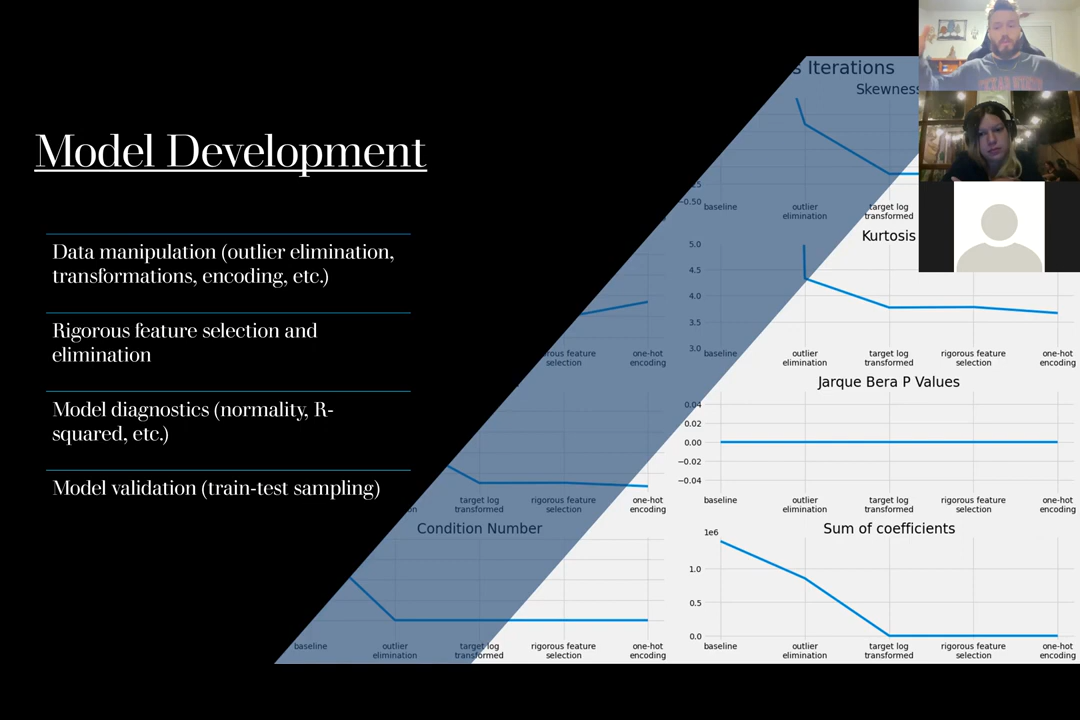 Model Development
Data manipulation (outlier elimination,
transformations, encoding, etc.)
Rigorous feature selection and
elimination
Model diagnostics (normality, R-
squared, etc.)
Model validation (train-test sampling)
s Iterations
Skewness
-0.50
baseline
outlier
elimination
target log
transformed
Kurtosis
5.0
4.5
4.0
3.5
3.0
baseline
outlier
elimination
target log
transformed
rigorous feature
selection
one-hot
encoding
rous feature
selection
one-hot
encoding
Jarque Bera P Values
0.04
0.02
0.00
−0.02
−0.04
baseline
outlier
elimination
target log
transformed
rigorous feature
selection
one-hot
encoding
target log
transformed
rigorous feature
selection
one-hot
encoding
Condition Number
baseline
outlier
elimination
target log
transformed
rigorous feature
selection
one-hot
encoding
Sum of coefficients
1e6
1.0
0.5
0.0
baseline
outlier
elimination
target log
transformed
rigorous feature
selection
one-hot
encoding